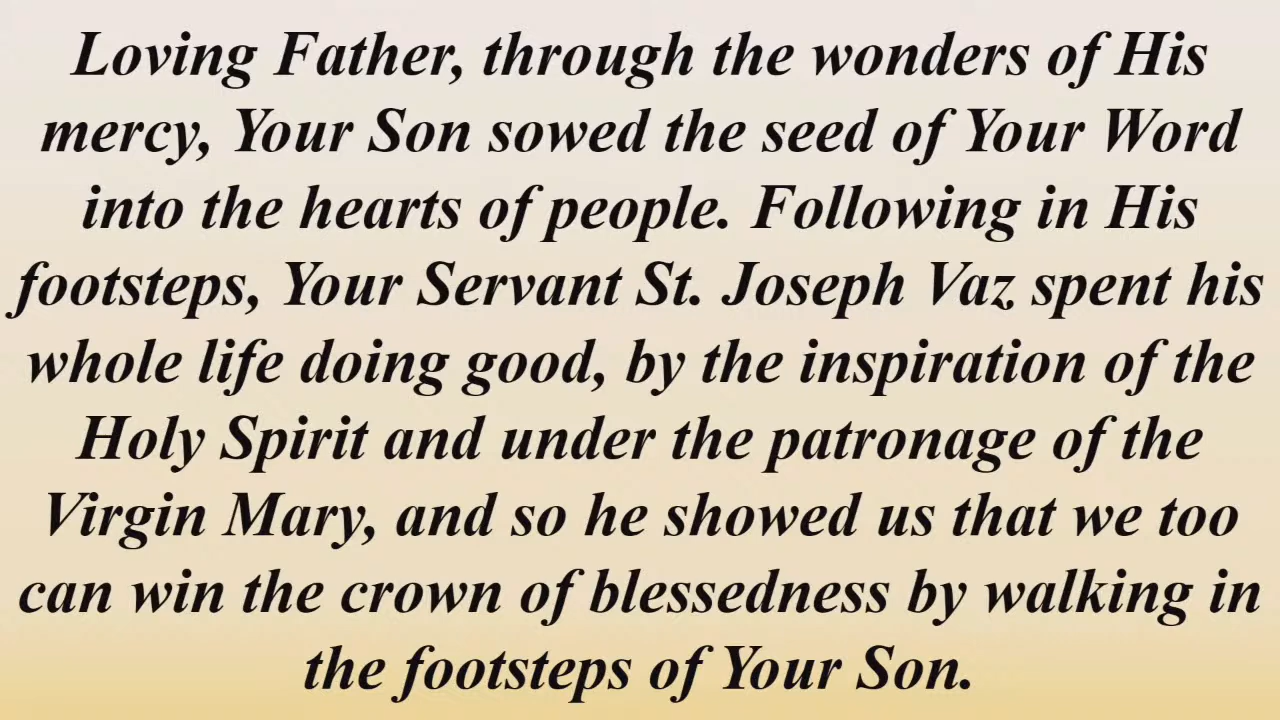 Loving Father, through the wonders of His
mercy, Your Son sowed the seed of Your Word
into the hearts of people. Following in His
footsteps, Your Servant St. Joseph Vaz spent his
whole life doing good, by the inspiration of the
Holy Spirit and under the patronage of the
Virgin Mary, and so he showed us that we too
can win the crown of blessedness by walking in
the footsteps of Your Son.